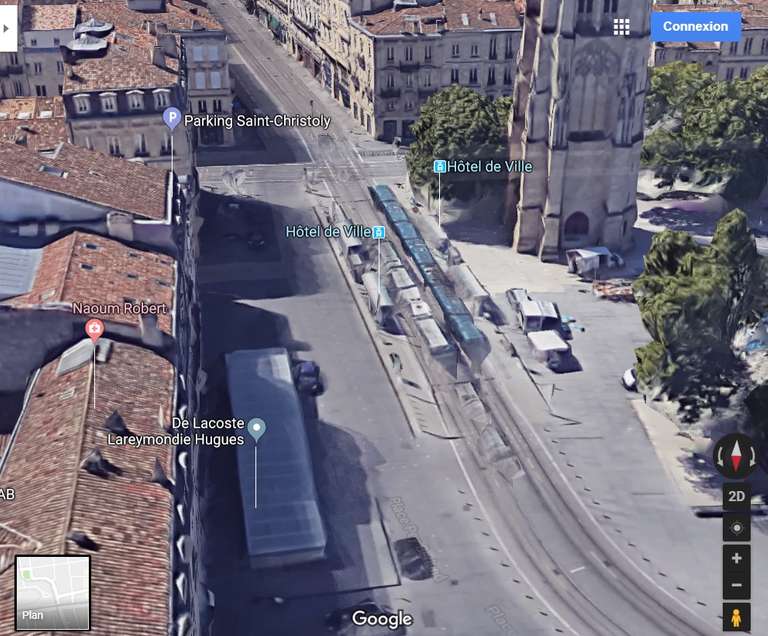 Connexion
Parking Saint-Christoly
P
Hôtel de Ville
Hôtel de Ville
Naoum Robert
De Lacoste
Lareymondie Hugues
AB
2D
Plan
Google